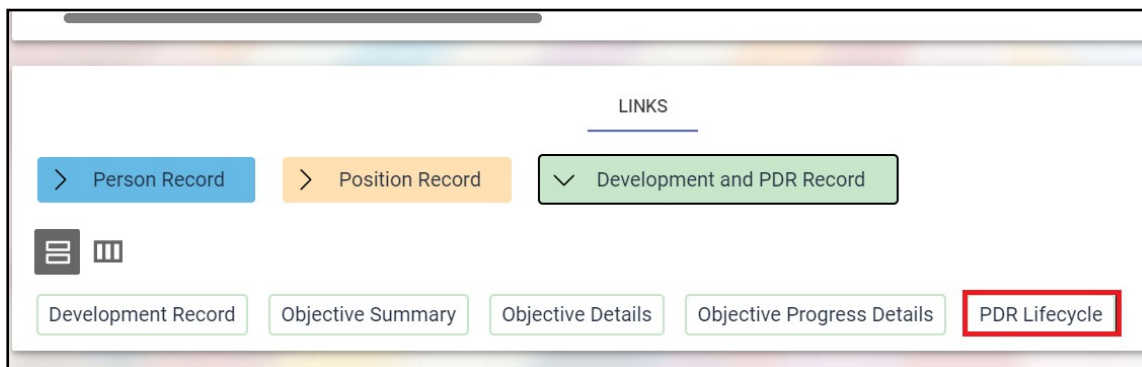 LINKS
Person Record Position Record Development and PDR Record
Development Record Objective Summary Objective Details Objective Progress Details PDR Lifecycle